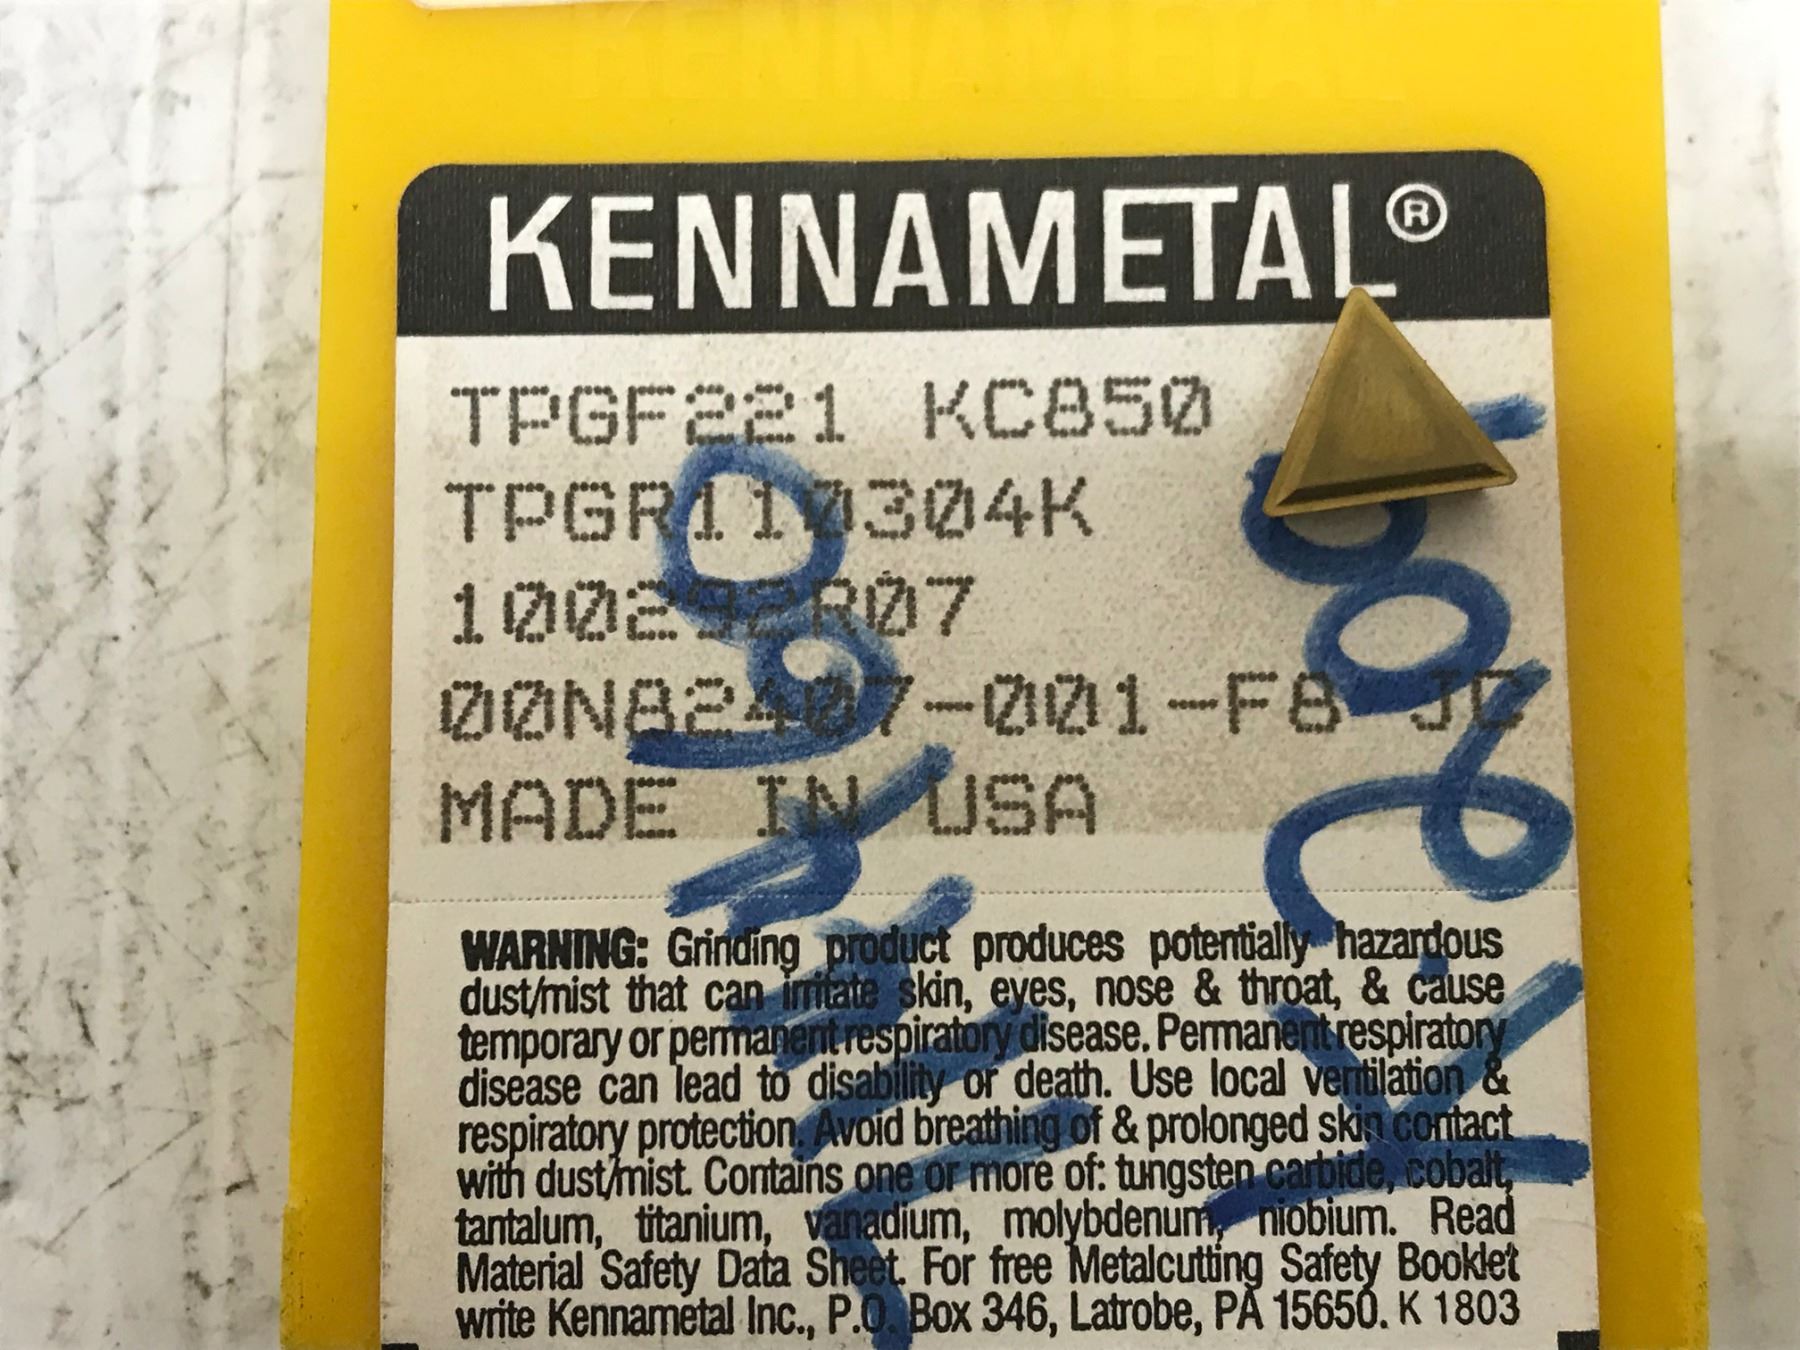 KENNAMETAL®
TPGF221 KC850
TPGR110304K
100292R07
00N82407-001-F8 JC
MADE IN USA
WARNING: Grinding product produces potentially hazardous
dust/mist that can irritate skin, eyes, nose & throat, & cause
temporary or permanent respiratory disease. Permanent respiratory
disease can lead to disability or death. Use local ventilation &
respiratory protection. Avoid breathing of & prolonged skin contact
with dust/mist. Contains one or more of: tungsten carbide, cobalt,
tantalum, titanium, vanadium, molybdenum, niobium. Read
Material Safety Data Sheet. For free Metalcutting Safety Booklet
write Kennametal Inc., P.O. Box 346, Latrobe, PA 15650. K 1803